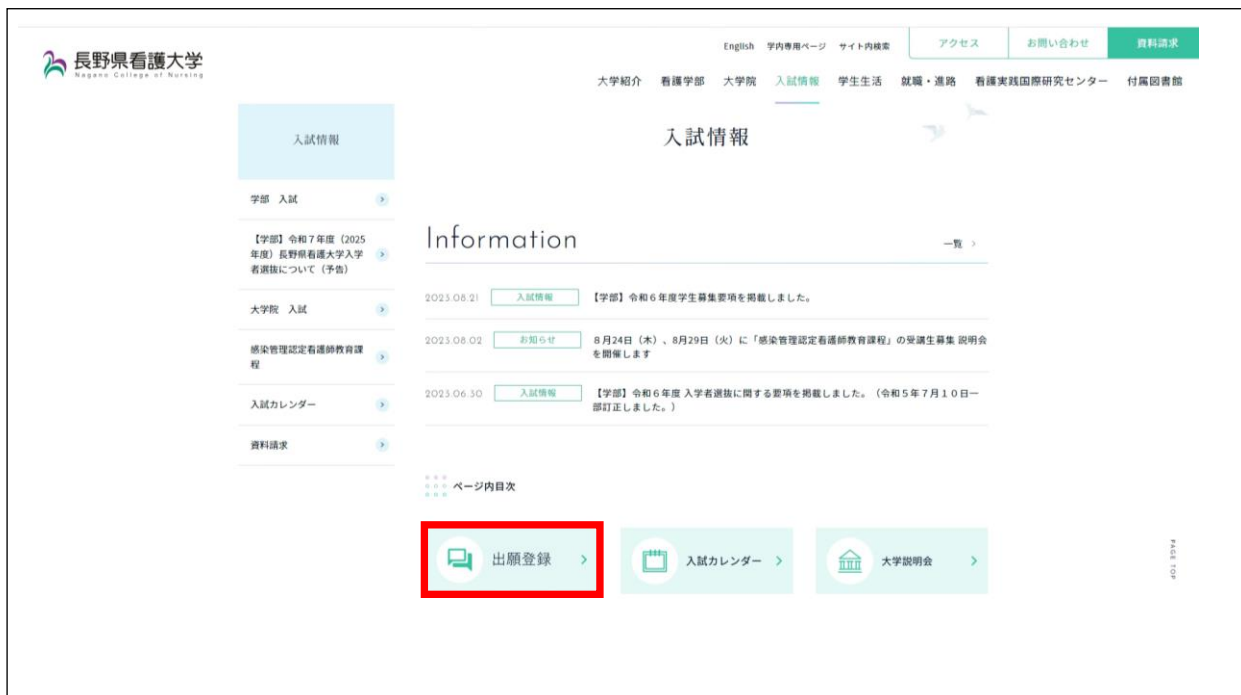 長野県看護大学
Nagano College of Nursing
English 学内専用ページ サイト内検索 アクセス お問い合わせ 資料請求
大学紹介 看護学部 大学院 入試情報 学生生活 就職・進路 看護実践国際研究センター 付属図書館
入試情報
入試情報
学部 入試
【学部】令和7年度（2025
年度）長野県看護大学入学
者選抜について（予告）
大学院 入試
感染管理認定看護師教育課
程
入試カレンダー
資料請求
Information
一覧
2023.08.21 入試情報 【学部】令和６年度学生募集要項を掲載しました。
2023.08.02 お知らせ ８月24日（木）、8月29日（火）に「感染管理認定看護師教育課程」の受講生募集 説明会
を開催します
2023.06.30 入試情報 【学部】令和６年度 入学者選抜に関する要項を掲載しました。（令和５年７月１０日一
部訂正しました。）
ページ内目次
出願登録
入試カレンダー
大学説明会
PAGE TOP